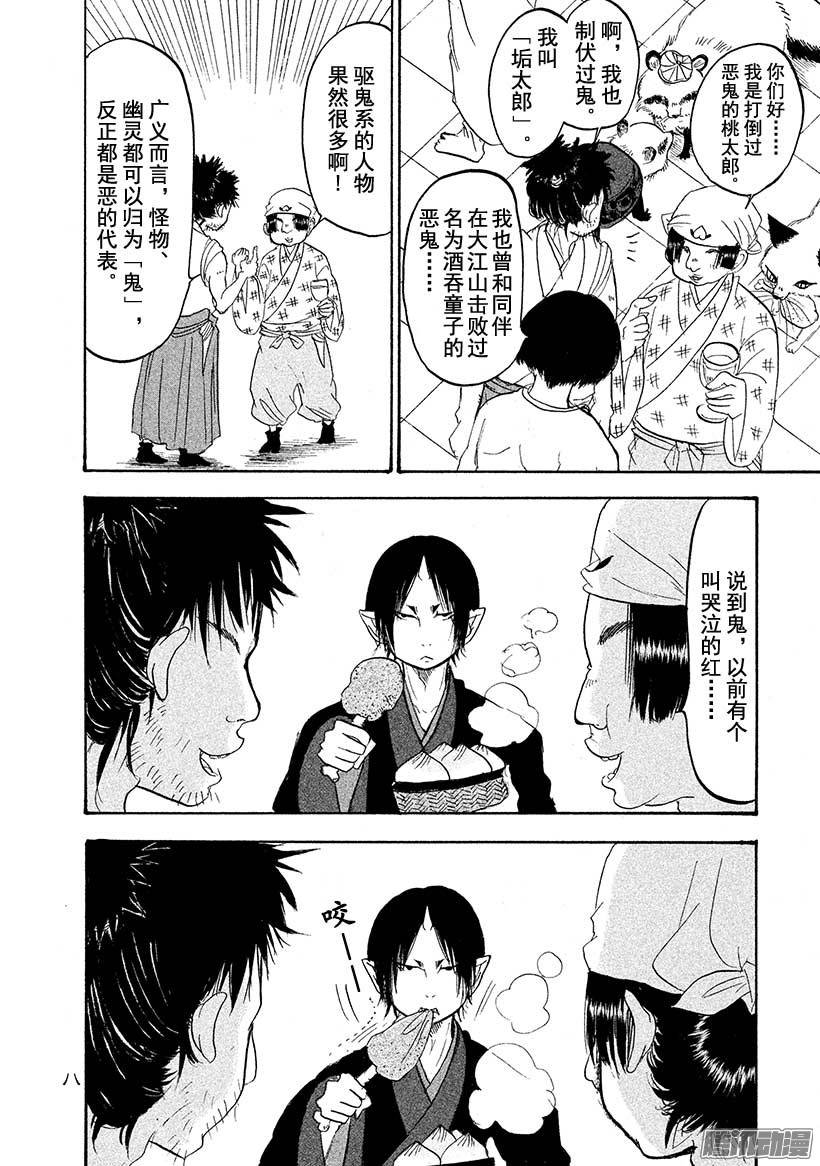 你们好……
我是打倒过
恶鬼的桃太郎。
啊，我也
制伏过鬼。
我叫
「垢太郎」。
我也曾和同伴
在大江山击败过
名为酒吞童子的
恶鬼……
驱鬼系的人物
果然很多啊！
广义而言，怪物、
幽灵都可以归为「鬼」，
反正都是恶的代表。
说到鬼，以前有个
叫哭泣的红……
咬——
八
腾讯动漫